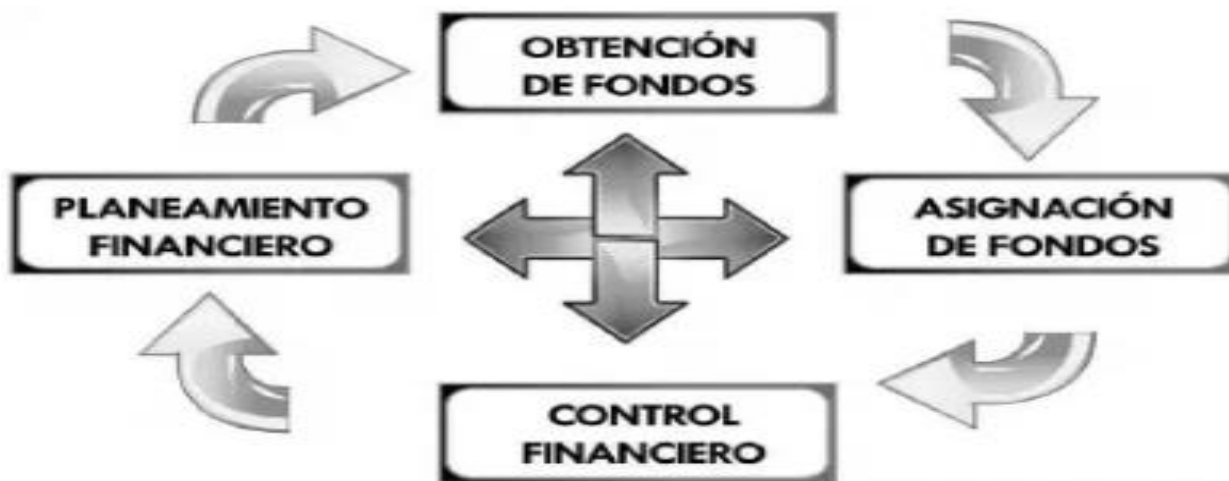 OBTENCIÓN
DE FONDOS
PLANEAMIENTO
FINANCIERO
ASIGNACIÓN
DE FONDOS
CONTROL
FINANCIERO